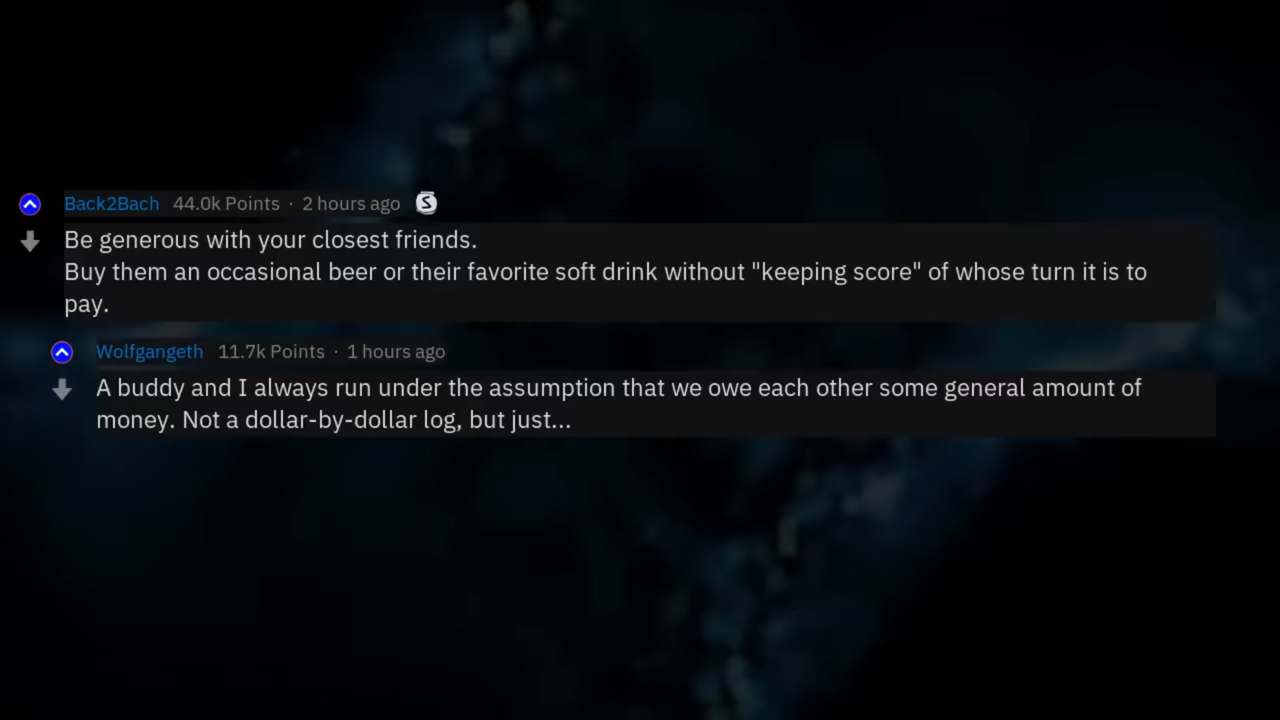 Back2Bach 44.0k Points · 2 hours ago S
Be generous with your closest friends.
Buy them an occasional beer or their favorite soft drink without "keeping score" of whose turn it is to
pay.
Wolfgangeth 11.7k Points · 1 hours ago
A buddy and I always run under the assumption that we owe each other some general amount of
money. Not a dollar-by-dollar log, but just...